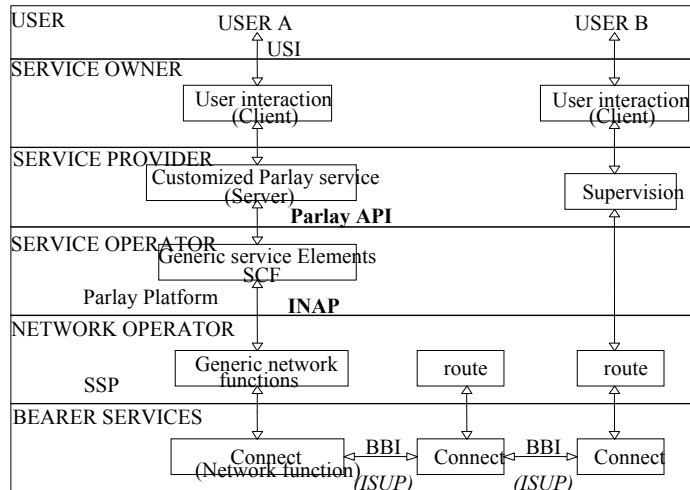 USER
USER A
USER B
USI
SERVICE OWNER
User interaction
(Client)
User interaction
(Client)
SERVICE PROVIDER
Customized Parlay service
(Server)
Supervision
Parlay API
SERVICE OPERATOR
Generic service Elements
SCF
Parlay Platform
INAP
NETWORK OPERATOR
Generic network
functions
route
route
SSP
BEARER SERVICES
Connect
(Network function)
BBI
(ISUP)
Connect
BBI
(ISUP)
Connect